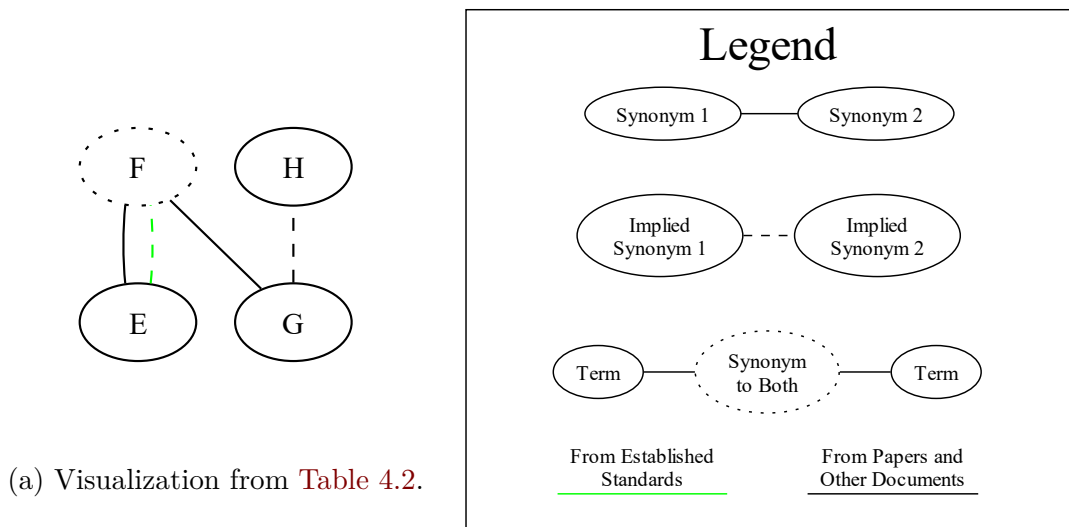 F
H
E
G
(a) Visualization from Table 4.2.
Legend
Synonym 1
Synonym 2
Implied
Synonym 1
Implied
Synonym 2
Term
Synonym
to Both
Term
From Established
Standards
From Papers and
Other Documents